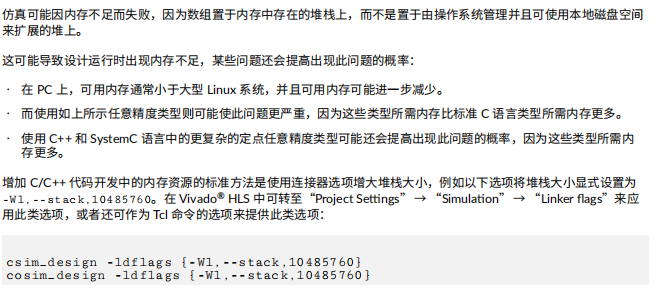 仿真可能因内存不足而失败，因为数组置于内存中存在的堆栈上，而不是置于由操作系统管理并且可使用本地磁盘空间
来扩展的堆上。
这可能导致设计运行时出现内存不足，某些问题还会提高出现此问题的概率：
· 在 PC 上，可用内存通常小于大型 Linux 系统，并且可用内存可能进一步减少。
· 而使用如上所示任意精度类型则可能使此问题更严重，因为这些类型所需内存比标准 C 语言类型所需内存更多。
· 使用 C++ 和 SystemC 语言中的更复杂的定点任意精度类型可能还会提高出现此问题的概率，因为这些类型所需内
存更多。
增加 C/C++ 代码开发中的内存资源的标准方法是使用连接器选项增大堆栈大小，例如以下选项将堆栈大小显式设置为
-Wl,--stack,10485760。在 Vivado® HLS 中可转至“Project Settings” → “Simulation” → “Linker flags”来应
用此类选项，或者还可作为 Tcl 命令的选项来提供此类选项：
csim_design -ldflags {-Wl,--stack,10485760}
cosim_design -ldflags {-Wl,--stack,10485760}